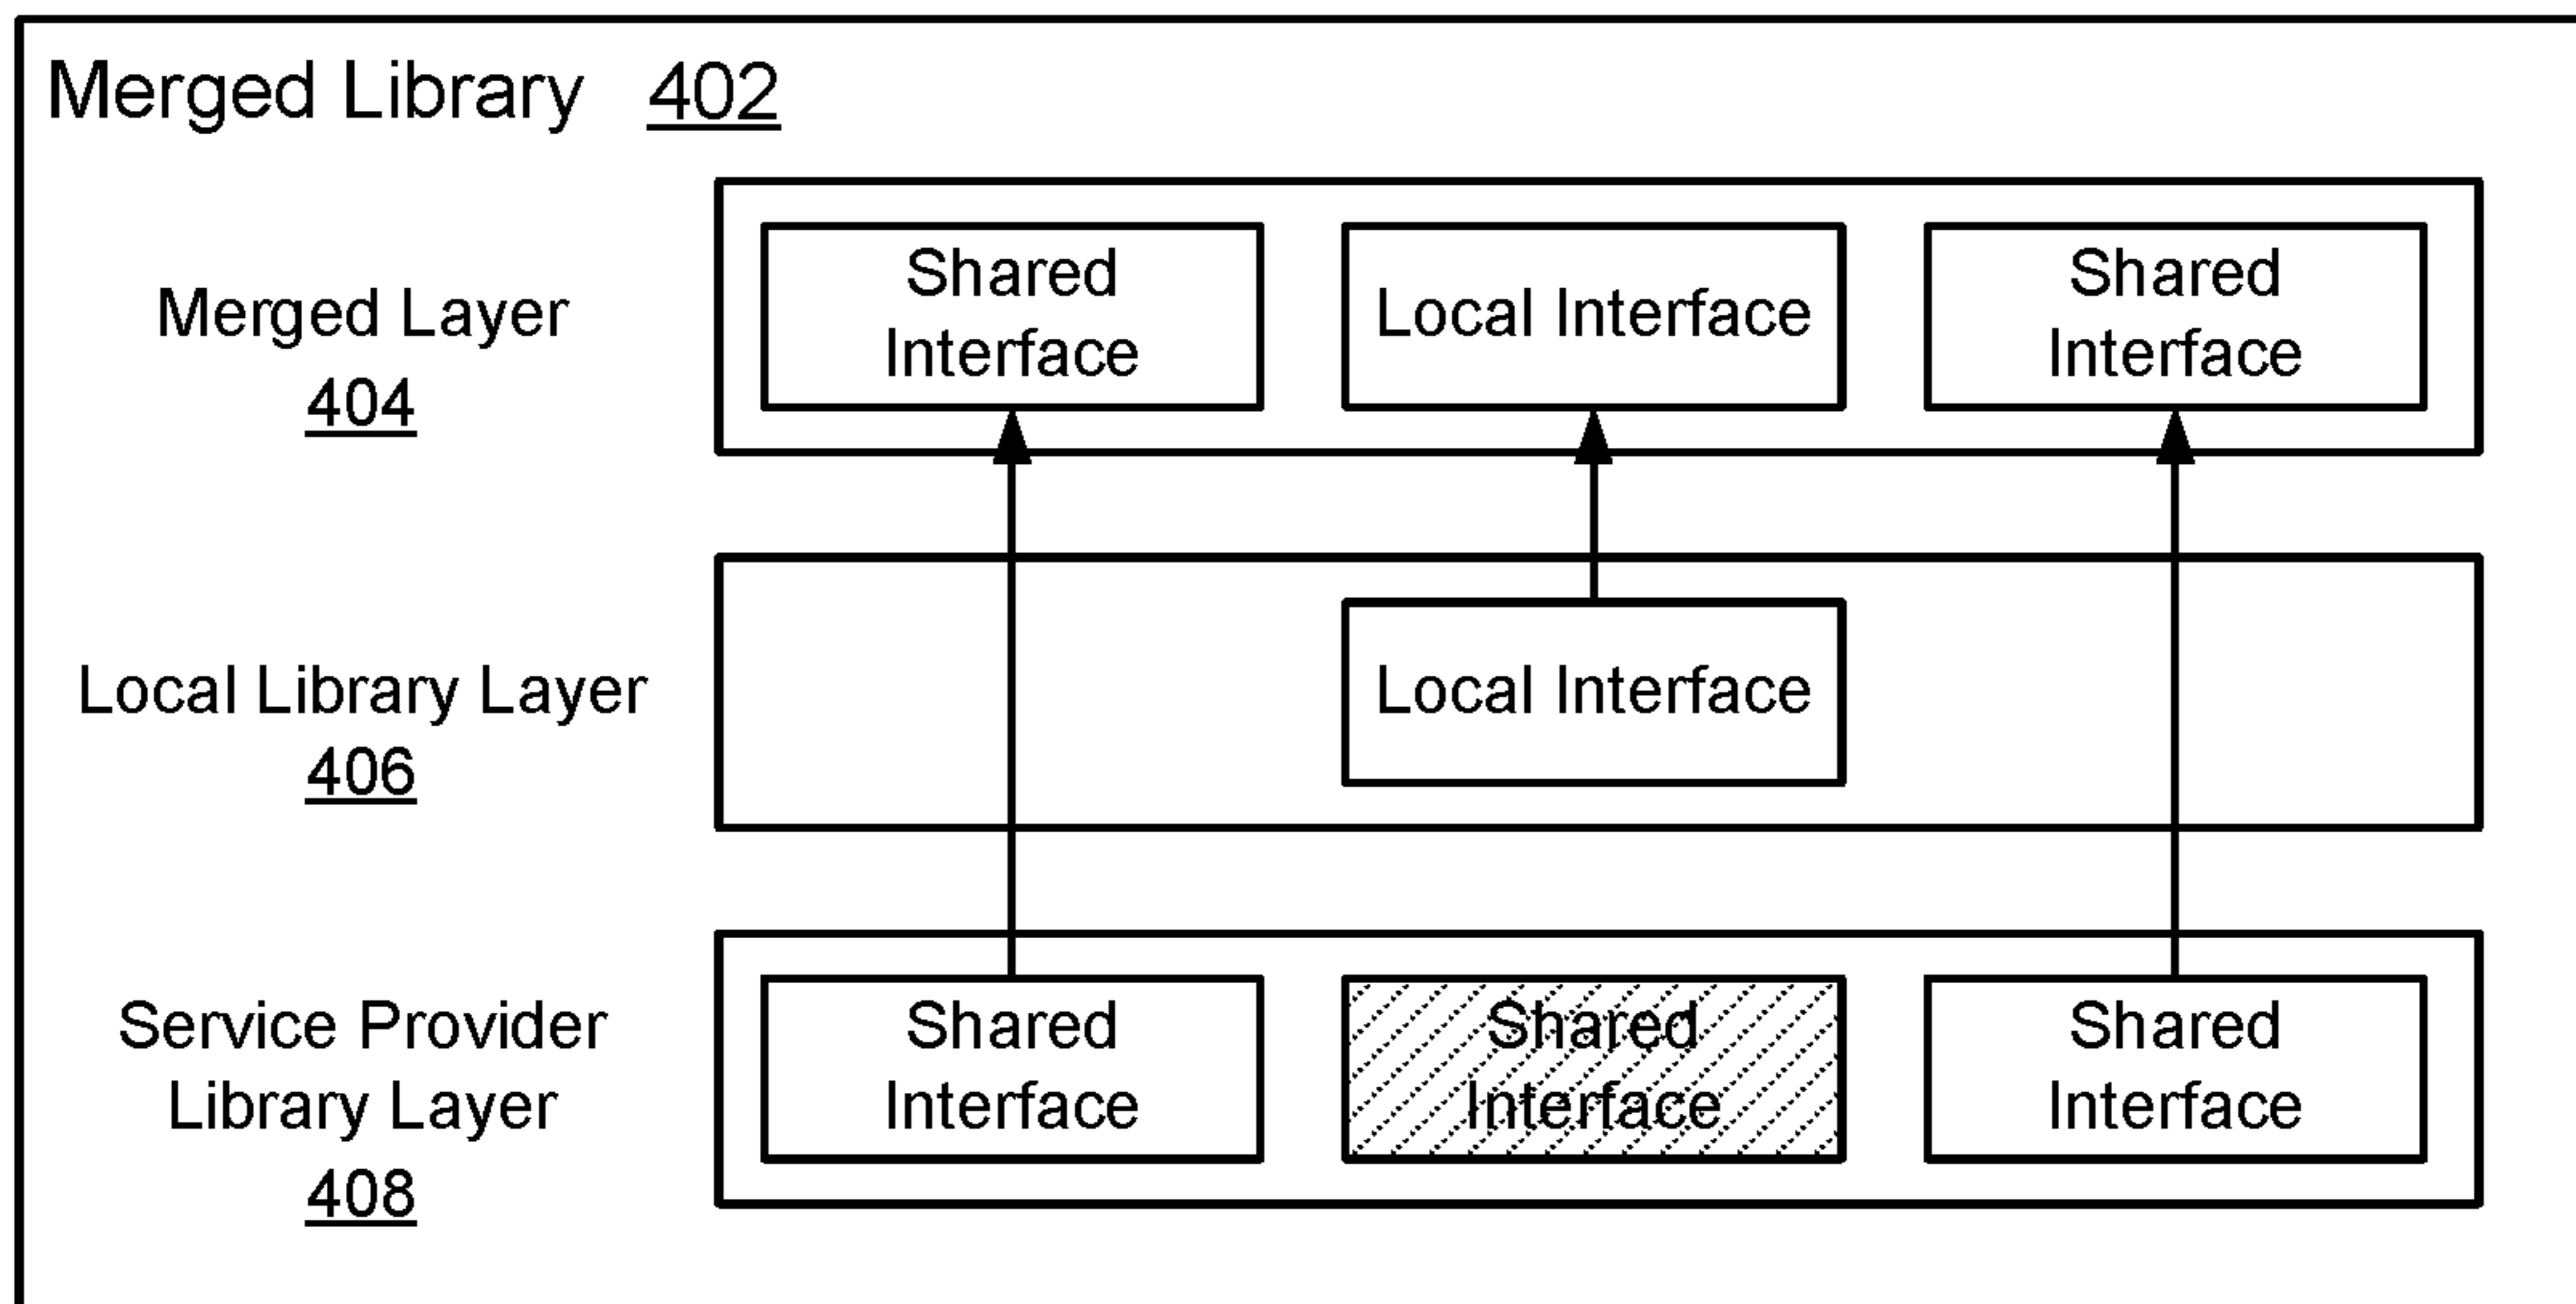 Merged Library 402
Shared
Interface
Local Interface
Shared
Interface
Merged Layer
404
Local Library Layer
406
Local Interface
Service Provider
Library Layer
408
Shared
Interface
Shared
Interface
Shared
Interface